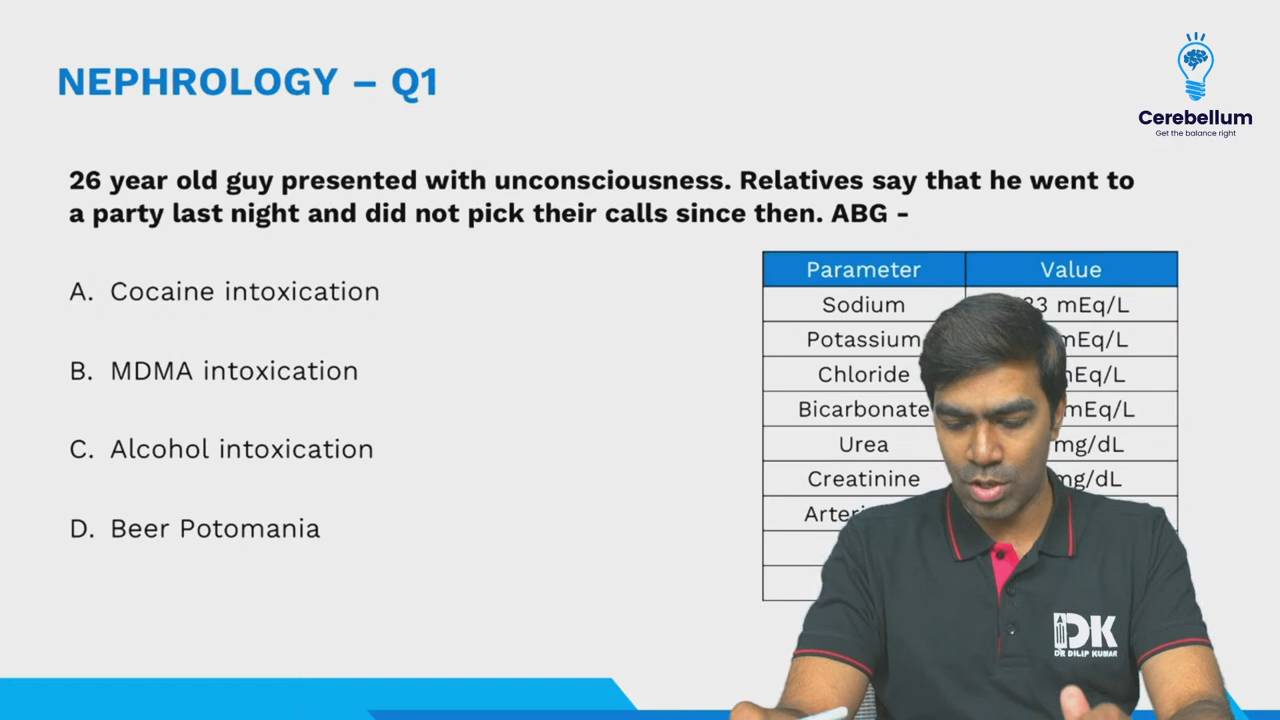 NEPHROLOGY – Q1
Cerebellum
Get the balance right
26 year old guy presented with unconsciousness. Relatives say that he went to
a party last night and did not pick their calls since then. ABG -
A. Cocaine intoxication
B. MDMA intoxication
C. Alcohol intoxication
D. Beer Potomania
Parameter Value
Sodium mEq/L
Potassium mEq/L
Chloride mEq/L
Bicarbonate mEq/L
Urea mg/dL
Creatinine mg/dL
DK
DR DILIP KUMAR